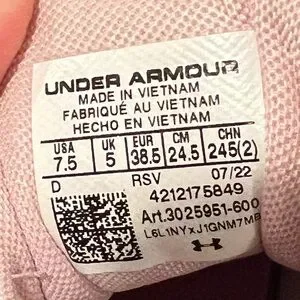 UNDER ARMOUR
MADE IN VIETNAM
FABRIQUÉ AU VIETNAM
HECHO EN VIETNAM
USA UK EUR CM CHN
7.5 5 38.5 24.5 245(2)
D RSV 07/22
4212175849
Art.3025951-600
L6L1NYxJ1GNM7MB